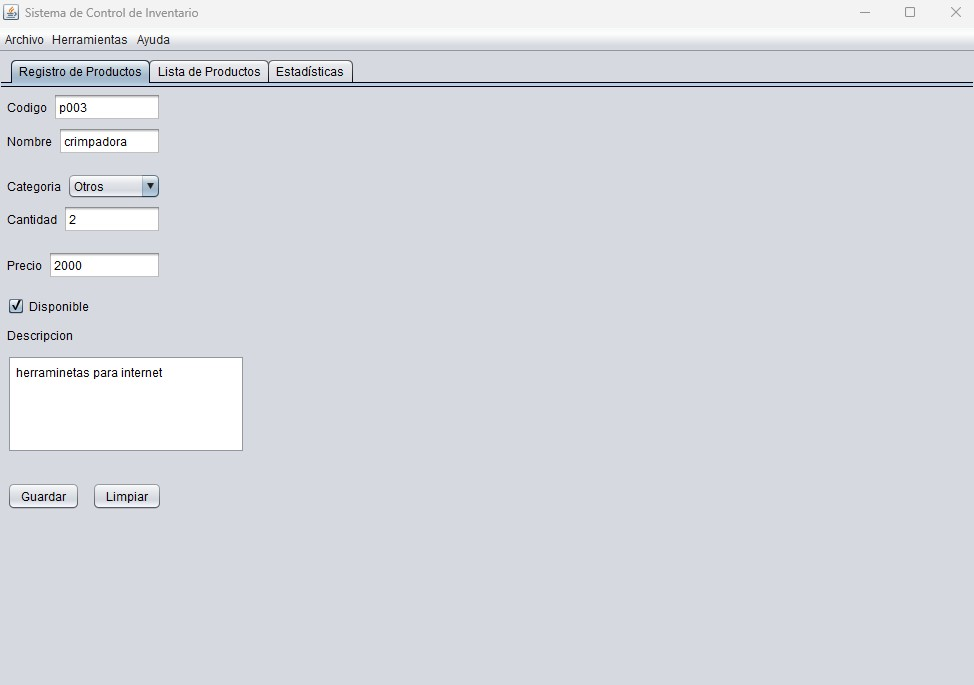 Sistema de Control de Inventario
Archivo Herramientas Ayuda
Registro de Productos Lista de Productos Estadísticas
Codigo p003
Nombre crimpadora
Categoria Otros
Cantidad 2
Precio 2000
Disponible
Descripcion
herraminetas para internet
Guardar Limpiar